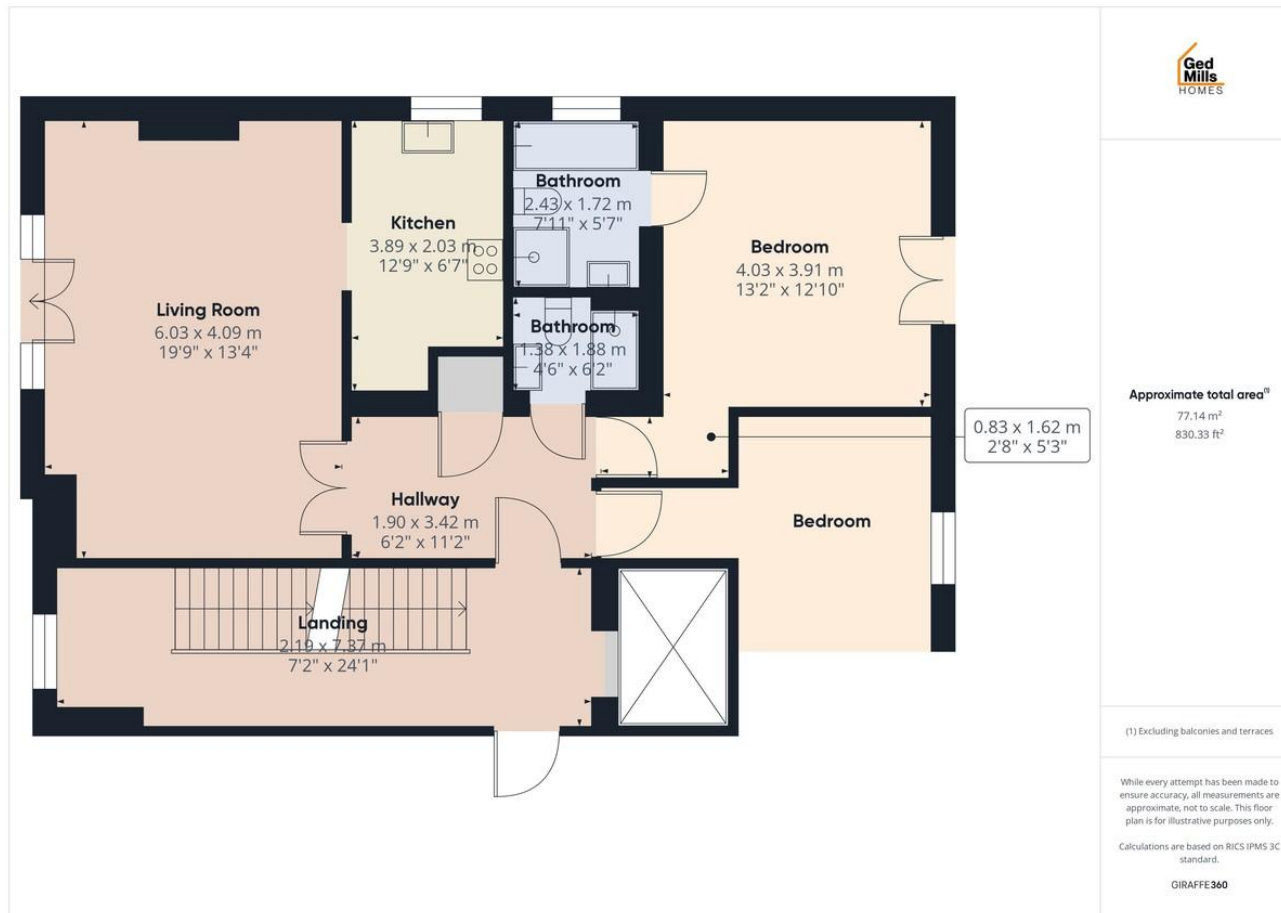 Living Room
6.03 x 4.09 m
19'9" x 13'4"
Kitchen
3.89 x 2.03 m
12'9" x 6'7"
Bathroom
2.43 x 1.72 m
7'11" x 5'7"
Bathroom
1.38 x 1.88 m
4'6" x 6'2"
Bedroom
4.03 x 3.91 m
13'2" x 12'10"
0.83 x 1.62 m
2'8" x 5'3"
Hallway
1.90 x 3.42 m
6'2" x 11'2"
Bedroom
Landing
2.19 x 7.37 m
7'2" x 24'1"
Ged
Mills
HOMES
Approximate total area⁽¹⁾
77.14 m²
830.33 ft²
(1) Excluding balconies and terraces
While every attempt has been made to
ensure accuracy, all measurements are
approximate, not to scale. This floor
plan is for illustrative purposes only.
Calculations are based on RICS IPMS 3C
standard.
GIRAFFE360